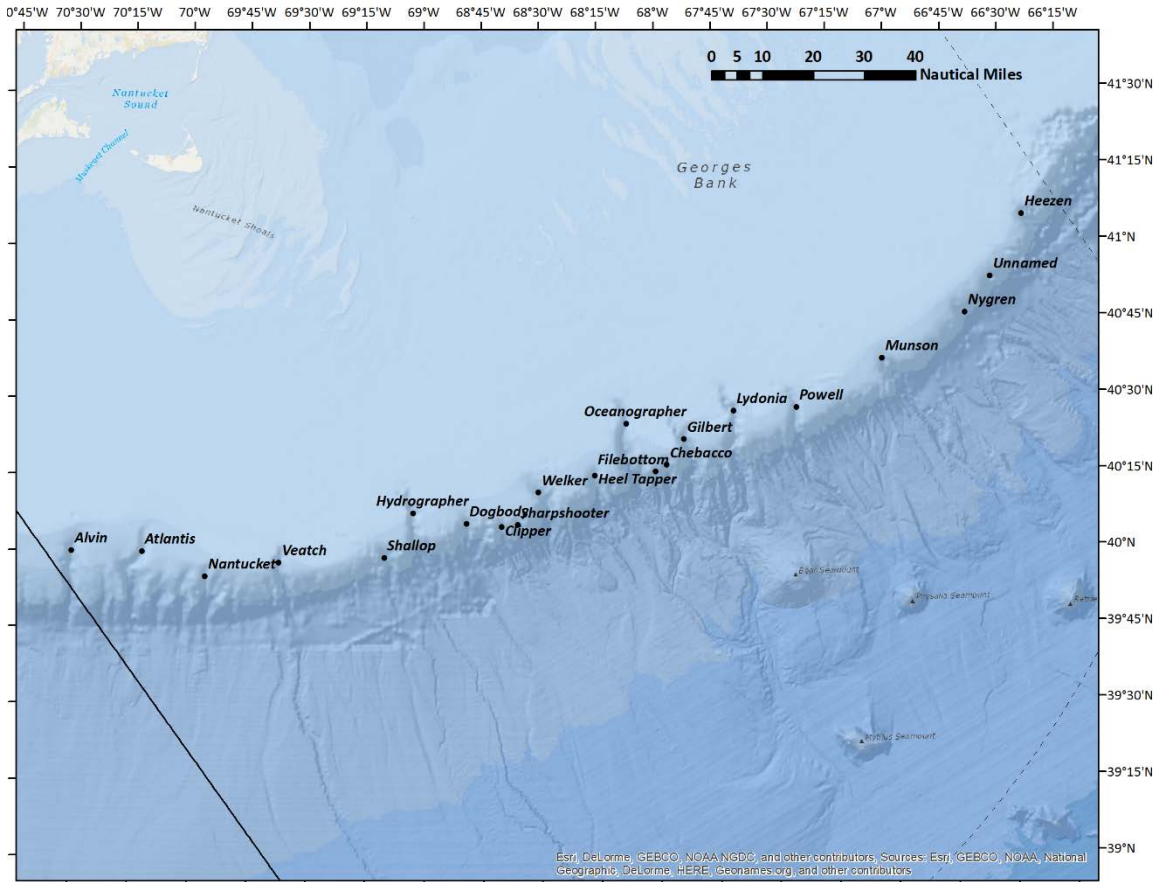 70°45'W 70°30'W 70°15'W 70°W 69°45'W 69°30'W 69°15'W 69°W 68°45'W 68°30'W 68°15'W 68°W 67°45'W 67°30'W 67°15'W 67°W 66°45'W 66°30'W 66°15'W
0 5 10 20 30 40
Nautical Miles
41°30'N
Nantucket
Sound
Muskeget Channel
Georges
Bank
41°15'N
Nantucket Shoals
Heezen
41°N
Unnamed
Nygren
40°45'N
Munson
40°30'N
Lydonia
Powell
Oceanographer
Gilbert
Chebacco
Filebottom
40°15'N
Heel Tapper
Welker
Hydrographer
Dogbody
Sharpshooter
Clipper
Alvin
Atlantis
Nantucket
Veatch
Shallop
40°N
Bear Seamount
Physalia Seamount
39°45'N
39°30'N
Mytilus Seamount
39°15'N
39°N
Esri, DeLorme, GEBCO, NOAA NGDC, and other contributors, Sources: Esri, GEBCO, NOAA, National
Geographic, DeLorme, HERE, Geonames.org, and other contributors